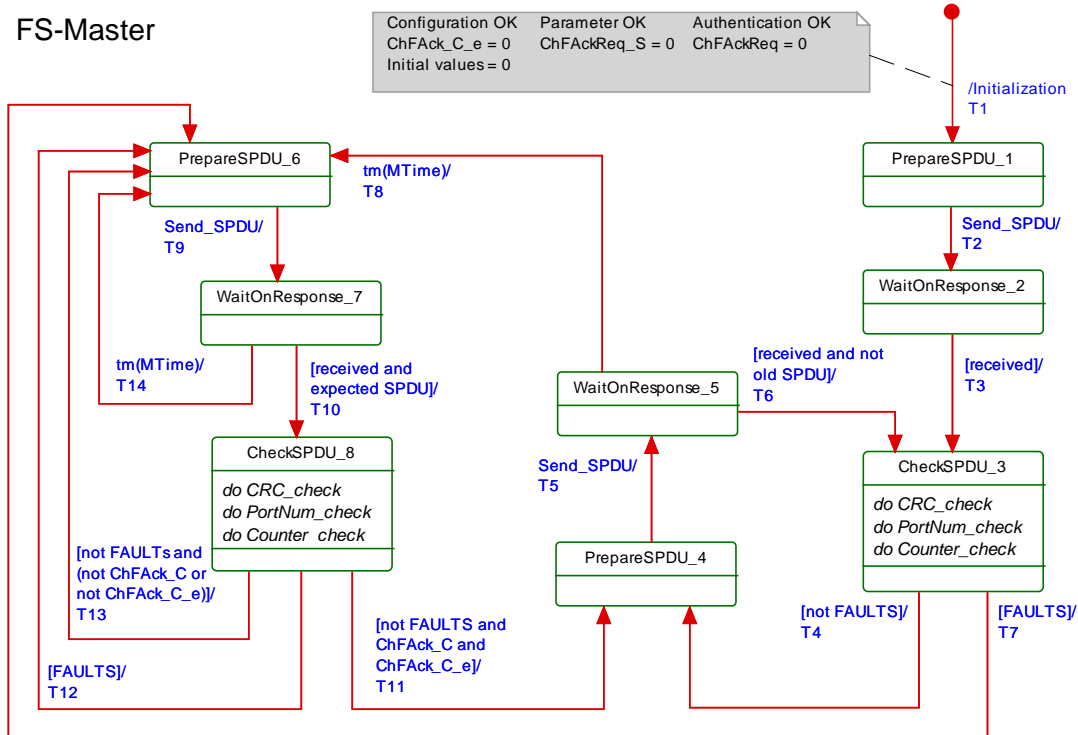 FS-Master
Configuration OK Parameter OK Authentication OK
ChFAck_C_e = 0 ChFAckReq_S = 0 ChFAckReq = 0
Initial values = 0
/Initialization
T1
PrepareSPDU_6
tm(MTime)/
T8
PrepareSPDU_1
Send_SPDU/
T9
Send_SPDU/
T2
WaitOnResponse_7
WaitOnResponse_2
tm(MTime)/
T14
[received and
expected SPDU]/
T10
WaitOnResponse_5
[received and not
old SPDU]/
T6
[received]/
T3
CheckSPDU_8
do CRC_check
do PortNum_check
do Counter_check
Send_SPDU/
T5
CheckSPDU_3
do CRC_check
do PortNum_check
do Counter_check
PrepareSPDU_4
[not FAULTs and
(not ChFAck_C or
not ChFAck_C_e)]/
T13
[not FAULTS and
ChFAck_C and
ChFAck_C_e]/
T11
[not FAULTS]/
T4
[FAULTS]/
T7
[FAULTS]/
T12